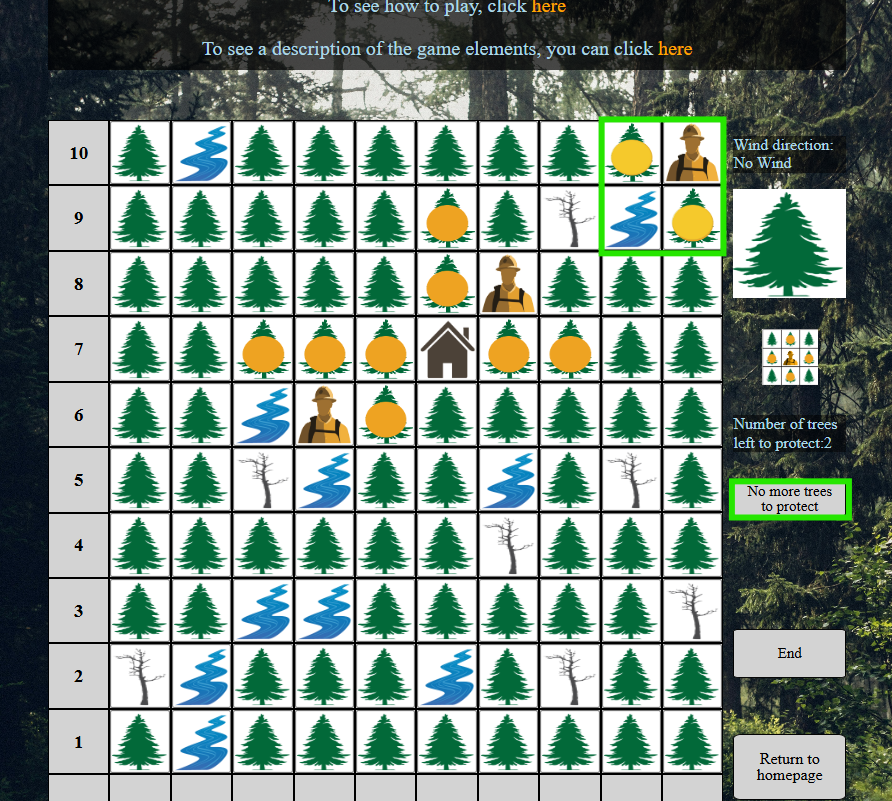 To see how to play, click here
To see a description of the game elements, you can click here
Wind direction:
No Wind
10
9
8
7
6
5
4
3
2
1
Number of trees
left to protect:2
No more trees
to protect
End
Return to
homepage